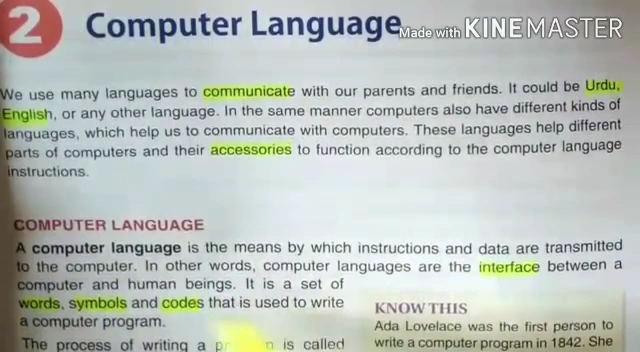 2 Computer Language
Made with KINEMASTER
We use many languages to communicate with our parents and friends. It could be Urdu,
English, or any other language. In the same manner computers also have different kinds of
languages, which help us to communicate with computers. These languages help different
parts of computers and their accessories to function according to the computer language
instructions.
COMPUTER LANGUAGE
A computer language is the means by which instructions and data are transmitted
to the computer. In other words, computer languages are the interface between a
computer and human beings. It is a set of
words, symbols and codes that is used to write
a computer program.
The process of writing a is called
KNOW THIS
Ada Lovelace was the first person to
write a computer program in 1842. She